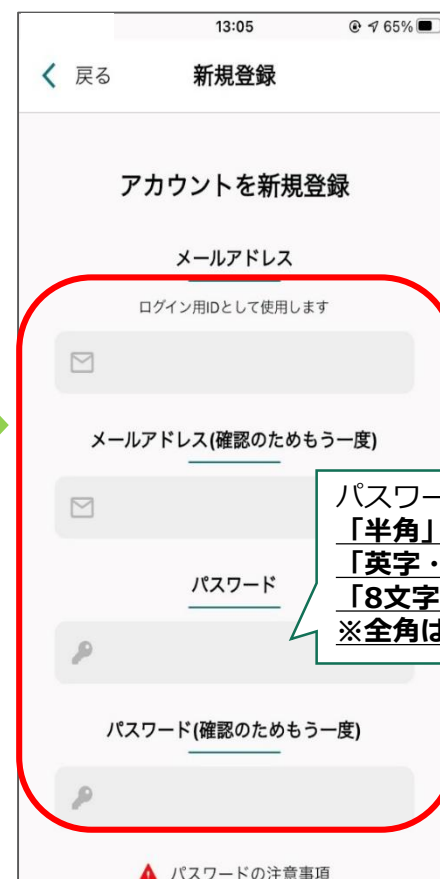 13:05 65%
戻る 新規登録
アカウントを新規登録
メールアドレス
ログイン用IDとして使用します
メールアドレス(確認のためもう一度)
パスワー
「半角」
「英字・
「8文字
※全角は
パスワード
パスワード(確認のためもう一度)
パスワードの注意事項